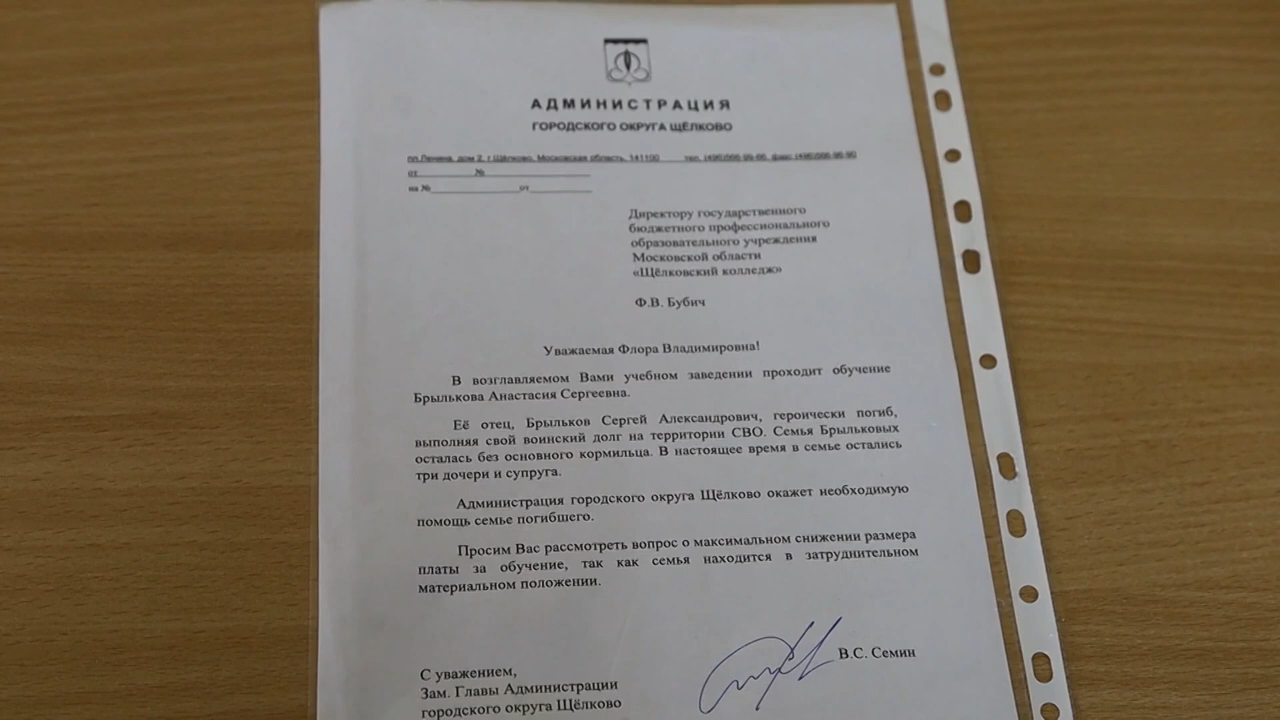 АДМИНИСТРАЦИЯ
ГОРОДСКОГО ОКРУГА ЩЁЛКОВО
пл.Ленина, дом 2, г.Щёлково, Московская область, 141100 тел. факс
от №
на № от
Директору государственного
бюджетного профессионального
образовательного учреждения
Московской области
«Щёлковский колледж»
Ф.В. Бубич
Уважаемая Флора Владимировна!
В возглавляемом Вами учебном заведении проходит обучение
Брылькова Анастасия Сергеевна.
Её отец, Брыльков Сергей Александрович, героически погиб,
выполняя свой воинский долг на территории СВО. Семья Брыльковых
осталась без основного кормильца. В настоящее время в семье остались
три дочери и супруга.
Администрация городского округа Щёлково окажет необходимую
помощь семье погибшего.
Просим Вас рассмотреть вопрос о максимальном снижении размера
платы за обучение, так как семья находится в затруднительном
материальном положении.
С уважением,
Зам. Главы Администрации
городского округа Щёлково
В.С. Семин